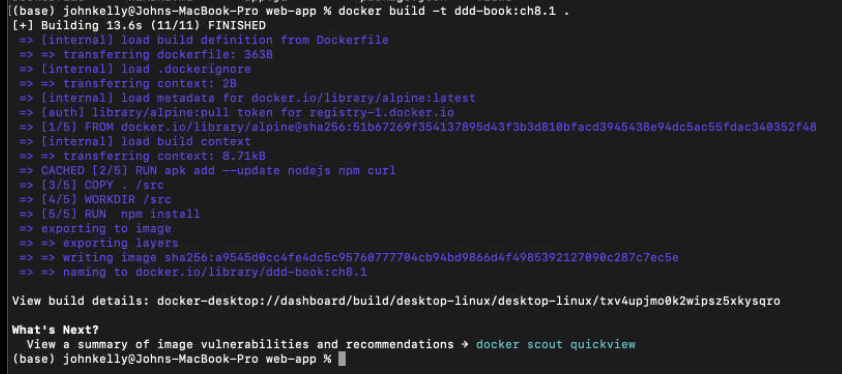 (base) johnkelly@Johns-MacBook-Pro web-app % docker build -t ddd-book:ch8.1 .
[+] Building 13.6s (11/11) FINISHED
=> [internal] load build definition from Dockerfile
=> => transferring dockerfile: 363B
=> [internal] load .dockerignore
=> => transferring context: 2B
=> [internal] load metadata for docker.io/library/alpine:latest
=> [auth] library/alpine:pull token for registry-1.docker.io
=> [1/5] FROM docker.io/library/alpine@sha256:51b67269f354137895d43f3b3d810bfacd3945438e94dc5ac55fdac340352f48
=> [internal] load build context
=> => transferring context: 8.71kB
=> CACHED [2/5] RUN apk add --update nodejs npm curl
=> [3/5] COPY . /src
=> [4/5] WORKDIR /src
=> [5/5] RUN  npm install
=> exporting to image
=> => exporting layers
=> => writing image sha256:a9545d0cc4fe4dc5c95760777704cb94bd9866d4f4985392127090c287c7ec5e
=> => naming to docker.io/library/ddd-book:ch8.1
View build details: docker-desktop://dashboard/build/desktop-linux/desktop-linux/txv4upjmo0k2wipsz5xkysqro
What's Next?
View a summary of image vulnerabilities and recommendations → docker scout quickview
(base) johnkelly@Johns-MacBook-Pro web-app %